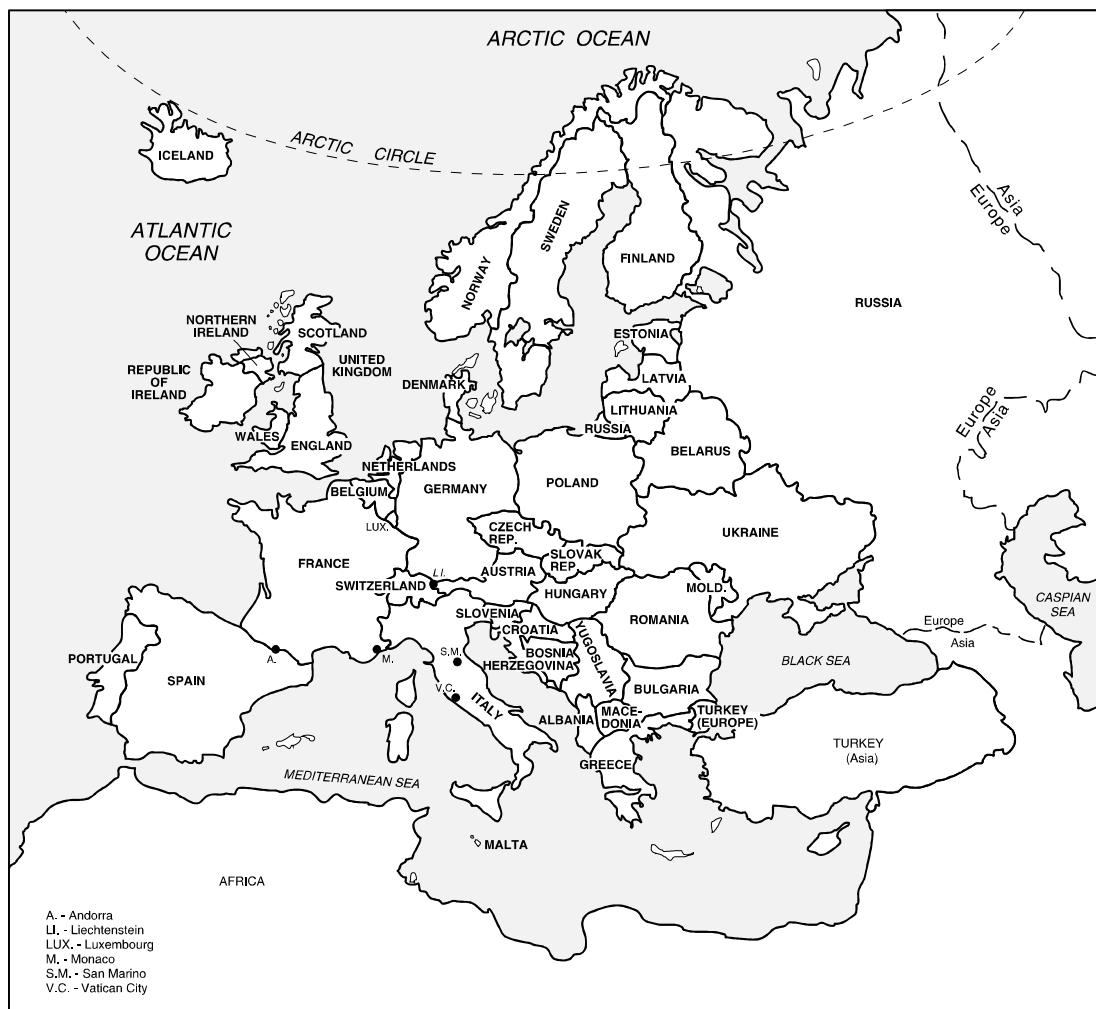 ARCTIC OCEAN
ARCTIC CIRCLE
ICELAND
ATLANTIC
OCEAN
Asia
Europe
SWEDEN
NORWAY
FINLAND
RUSSIA
NORTHERN
IRELAND
SCOTLAND
UNITED
KINGDOM
REPUBLIC
OF
IRELAND
ESTONIA
LATVIA
DENMARK
LITHUANIA
RUSSIA
Europe
Asia
WALES
ENGLAND
BELARUS
NETHERLANDS
BELGIUM
GERMANY
POLAND
LUX.
CZECH
REP.
UKRAINE
SLOVAK
REP.
FRANCE
LI.
AUSTRIA
SWITZERLAND
HUNGARY
MOLD.
CASPIAN
SEA
SLOVENIA
CROATIA
ROMANIA
Europe
Asia
YUGOSLAVIA
BOSNIA
HERZEGOVINA
BLACK SEA
PORTUGAL
SPAIN
A.
M.
S.M.
V.C.
ITALY
BULGARIA
ALBANIA
MACE-
DONIA
TURKEY
(EUROPE)
TURKEY
(Asia)
GREECE
MEDITERRANEAN SEA
MALTA
AFRICA
A. - Andorra
LI. - Liechtenstein
LUX. - Luxembourg
M. - Monaco
S.M. - San Marino
V.C. - Vatican City